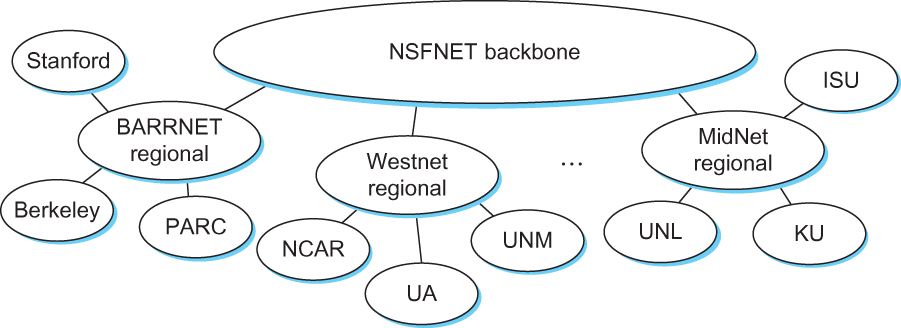 NSFNET backbone
Stanford
ISU
BARRNET
regional
MidNet
regional
Westnet
regional
...
Berkeley
PARC
NCAR
UNM
UNL
KU
UA